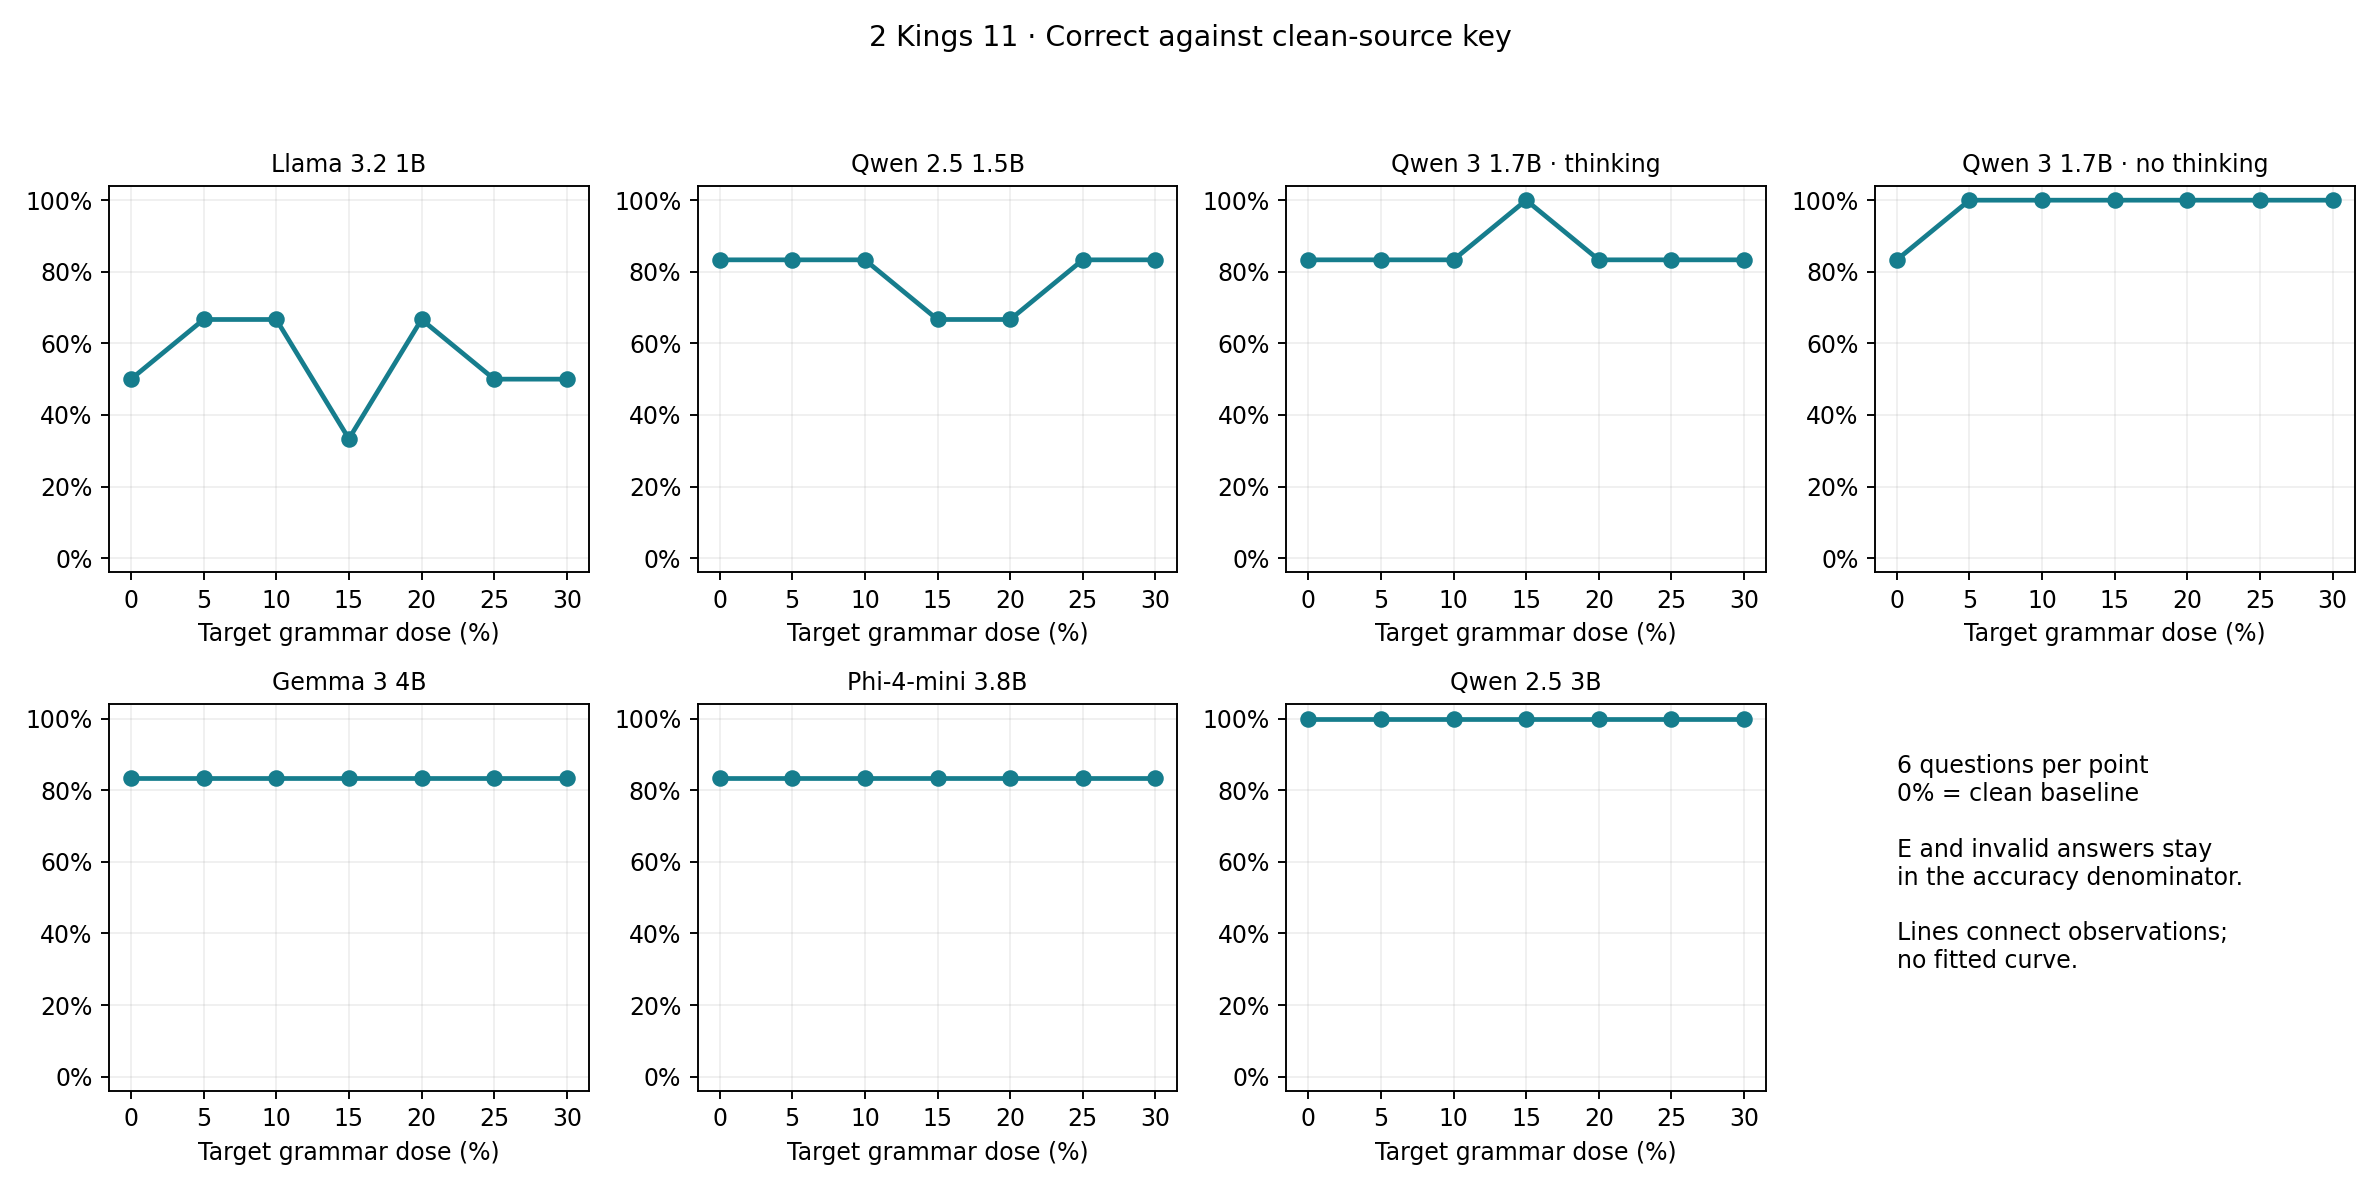 2 Kings 11 · Correct against clean-source key
Llama 3.2 1B
100%
80%
60%
40%
20%
0%
0 5 10 15 20 25 30
Target grammar dose (%)
Qwen 2.5 1.5B
100%
80%
60%
40%
20%
0%
0 5 10 15 20 25 30
Target grammar dose (%)
Qwen 3 1.7B · thinking
100%
80%
60%
40%
20%
0%
0 5 10 15 20 25 30
Target grammar dose (%)
Qwen 3 1.7B · no thinking
100%
80%
60%
40%
20%
0%
0 5 10 15 20 25 30
Target grammar dose (%)
Gemma 3 4B
100%
80%
60%
40%
20%
0%
0 5 10 15 20 25 30
Target grammar dose (%)
Phi-4-mini 3.8B
100%
80%
60%
40%
20%
0%
0 5 10 15 20 25 30
Target grammar dose (%)
Qwen 2.5 3B
100%
80%
60%
40%
20%
0%
0 5 10 15 20 25 30
Target grammar dose (%)
6 questions per point
0% = clean baseline
E and invalid answers stay
in the accuracy denominator.
Lines connect observations;
no fitted curve.